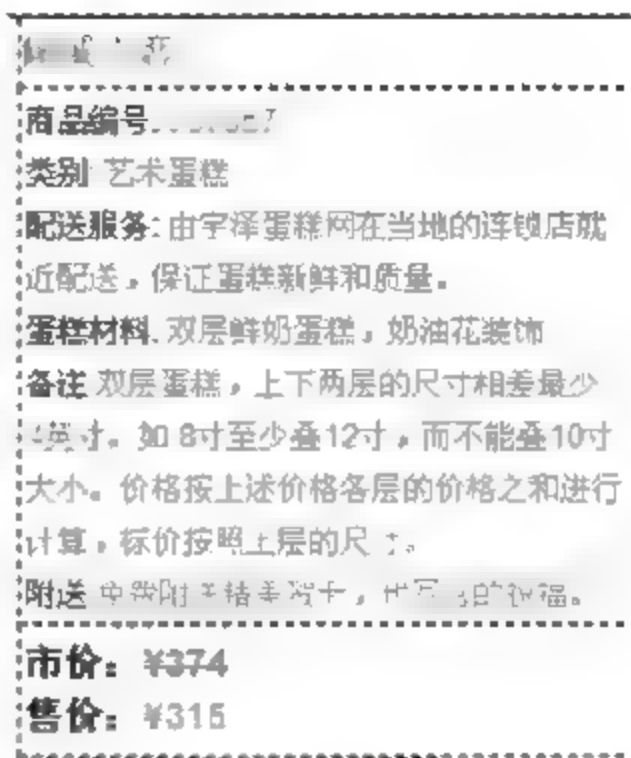 商品编号
类别 艺术蛋糕
配送服务: 由宇泽蛋糕网在当地的连锁店就
近配送，保证蛋糕新鲜和质量。
蛋糕材料 双层鲜奶蛋糕，奶油花装饰
备注 双层蛋糕，上下两层的尺寸相差最少
英寸。如8寸至少叠12寸，而不能叠10寸
大小。价格按上述价格各层的价格之和进行
计算，标价按照上层的尺
附送
市价：¥374
售价：¥315